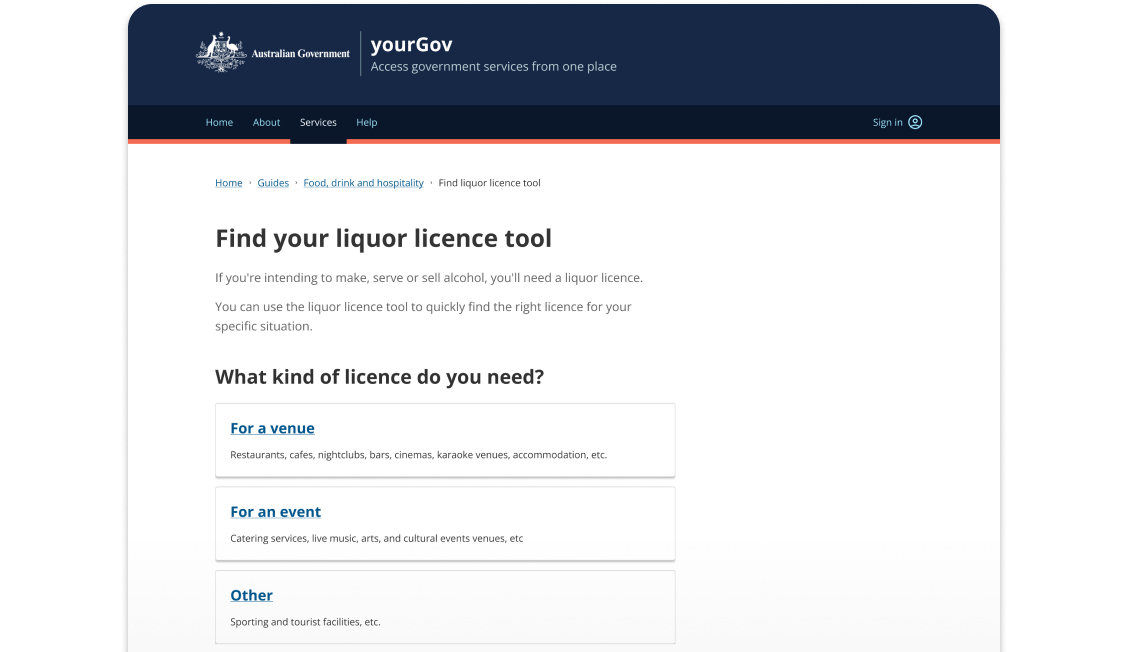 Australian Government
yourGov
Access government services from one place
Home About Services Help Sign in
Home › Guides › Food, drink and hospitality › Find liquor licence tool
Find your liquor licence tool
If you're intending to make, serve or sell alcohol, you'll need a liquor licence.
You can use the liquor licence tool to quickly find the right licence for your
specific situation.
What kind of licence do you need?
For a venue
Restaurants, cafes, nightclubs, bars, cinemas, karaoke venues, accommodation, etc.
For an event
Catering services, live music, arts, and cultural events venues, etc
Other
Sporting and tourist facilities, etc.